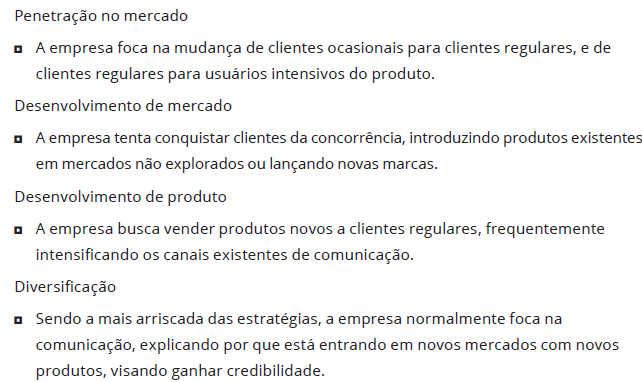 Penetração no mercado
A empresa foca na mudança de clientes ocasionais para clientes regulares, e de
clientes regulares para usuários intensivos do produto.
Desenvolvimento de mercado
A empresa tenta conquistar clientes da concorrência, introduzindo produtos existentes
em mercados não explorados ou lançando novas marcas.
Desenvolvimento de produto
A empresa busca vender produtos novos a clientes regulares, frequentemente
intensificando os canais existentes de comunicação.
Diversificação
Sendo a mais arriscada das estratégias, a empresa normalmente foca na
comunicação, explicando por que está entrando em novos mercados com novos
produtos, visando ganhar credibilidade.